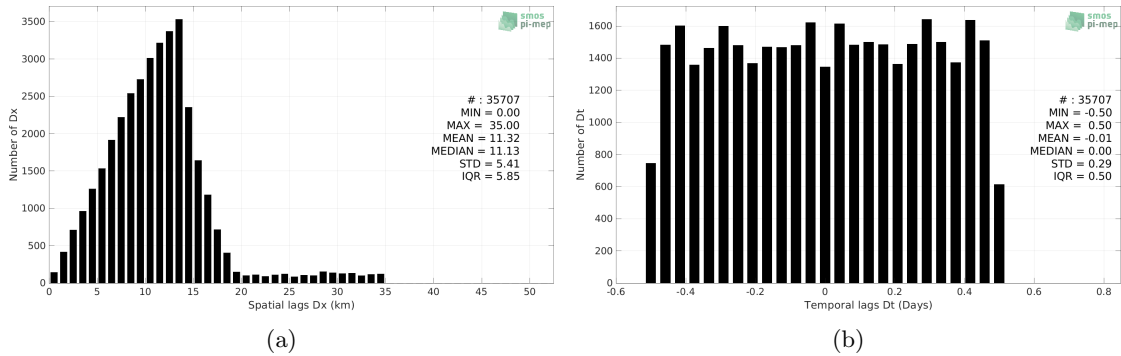 3500
3000
2500
2000
1500
1000
500
0
Number of Dx
smos
pi-mep
# : 35707
MIN = 0.00
MAX = 35.00
MEAN = 11.32
MEDIAN = 11.13
STD = 5.41
IQR = 5.85
0 5 10 15 20 25 30 35 40 45 50
Spatial lags Dx (km)
(a)
1600
1400
1200
1000
800
600
400
200
0
Number of Dt
smos
pi-mep
# : 35707
MIN = -0.50
MAX = 0.50
MEAN = -0.01
MEDIAN = 0.00
STD = 0.29
IQR = 0.50
-0.6 -0.4 -0.2 0 0.2 0.4 0.6 0.8
Temporal lags Dt (Days)
(b)